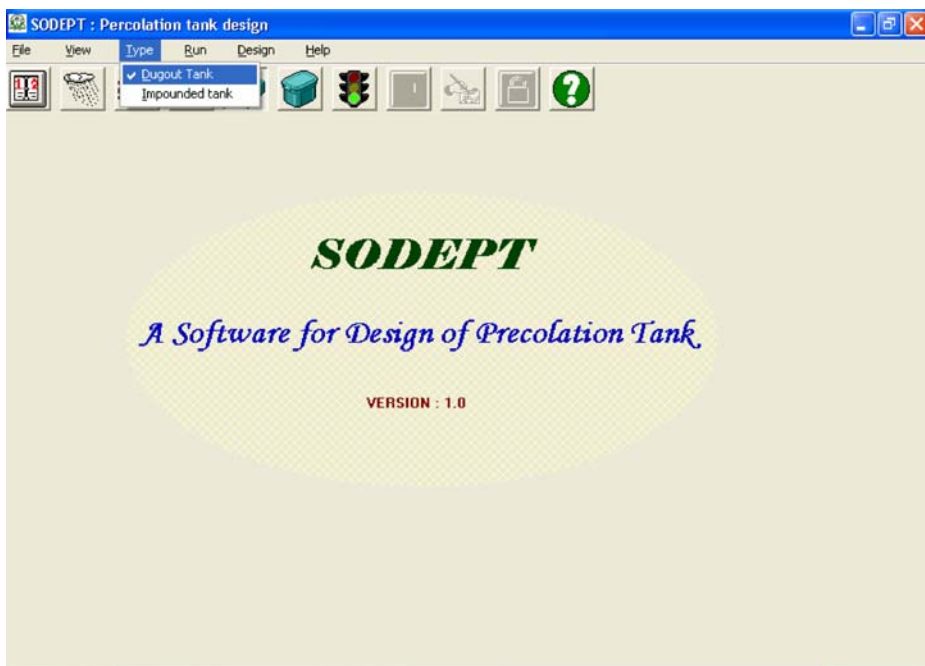 SODEPT : Percolation tank design
File View Type Run Design Help
Dugout Tank
Impounded tank
SODEPT
A Software for Design of Precolation Tank.
VERSION : 1.0